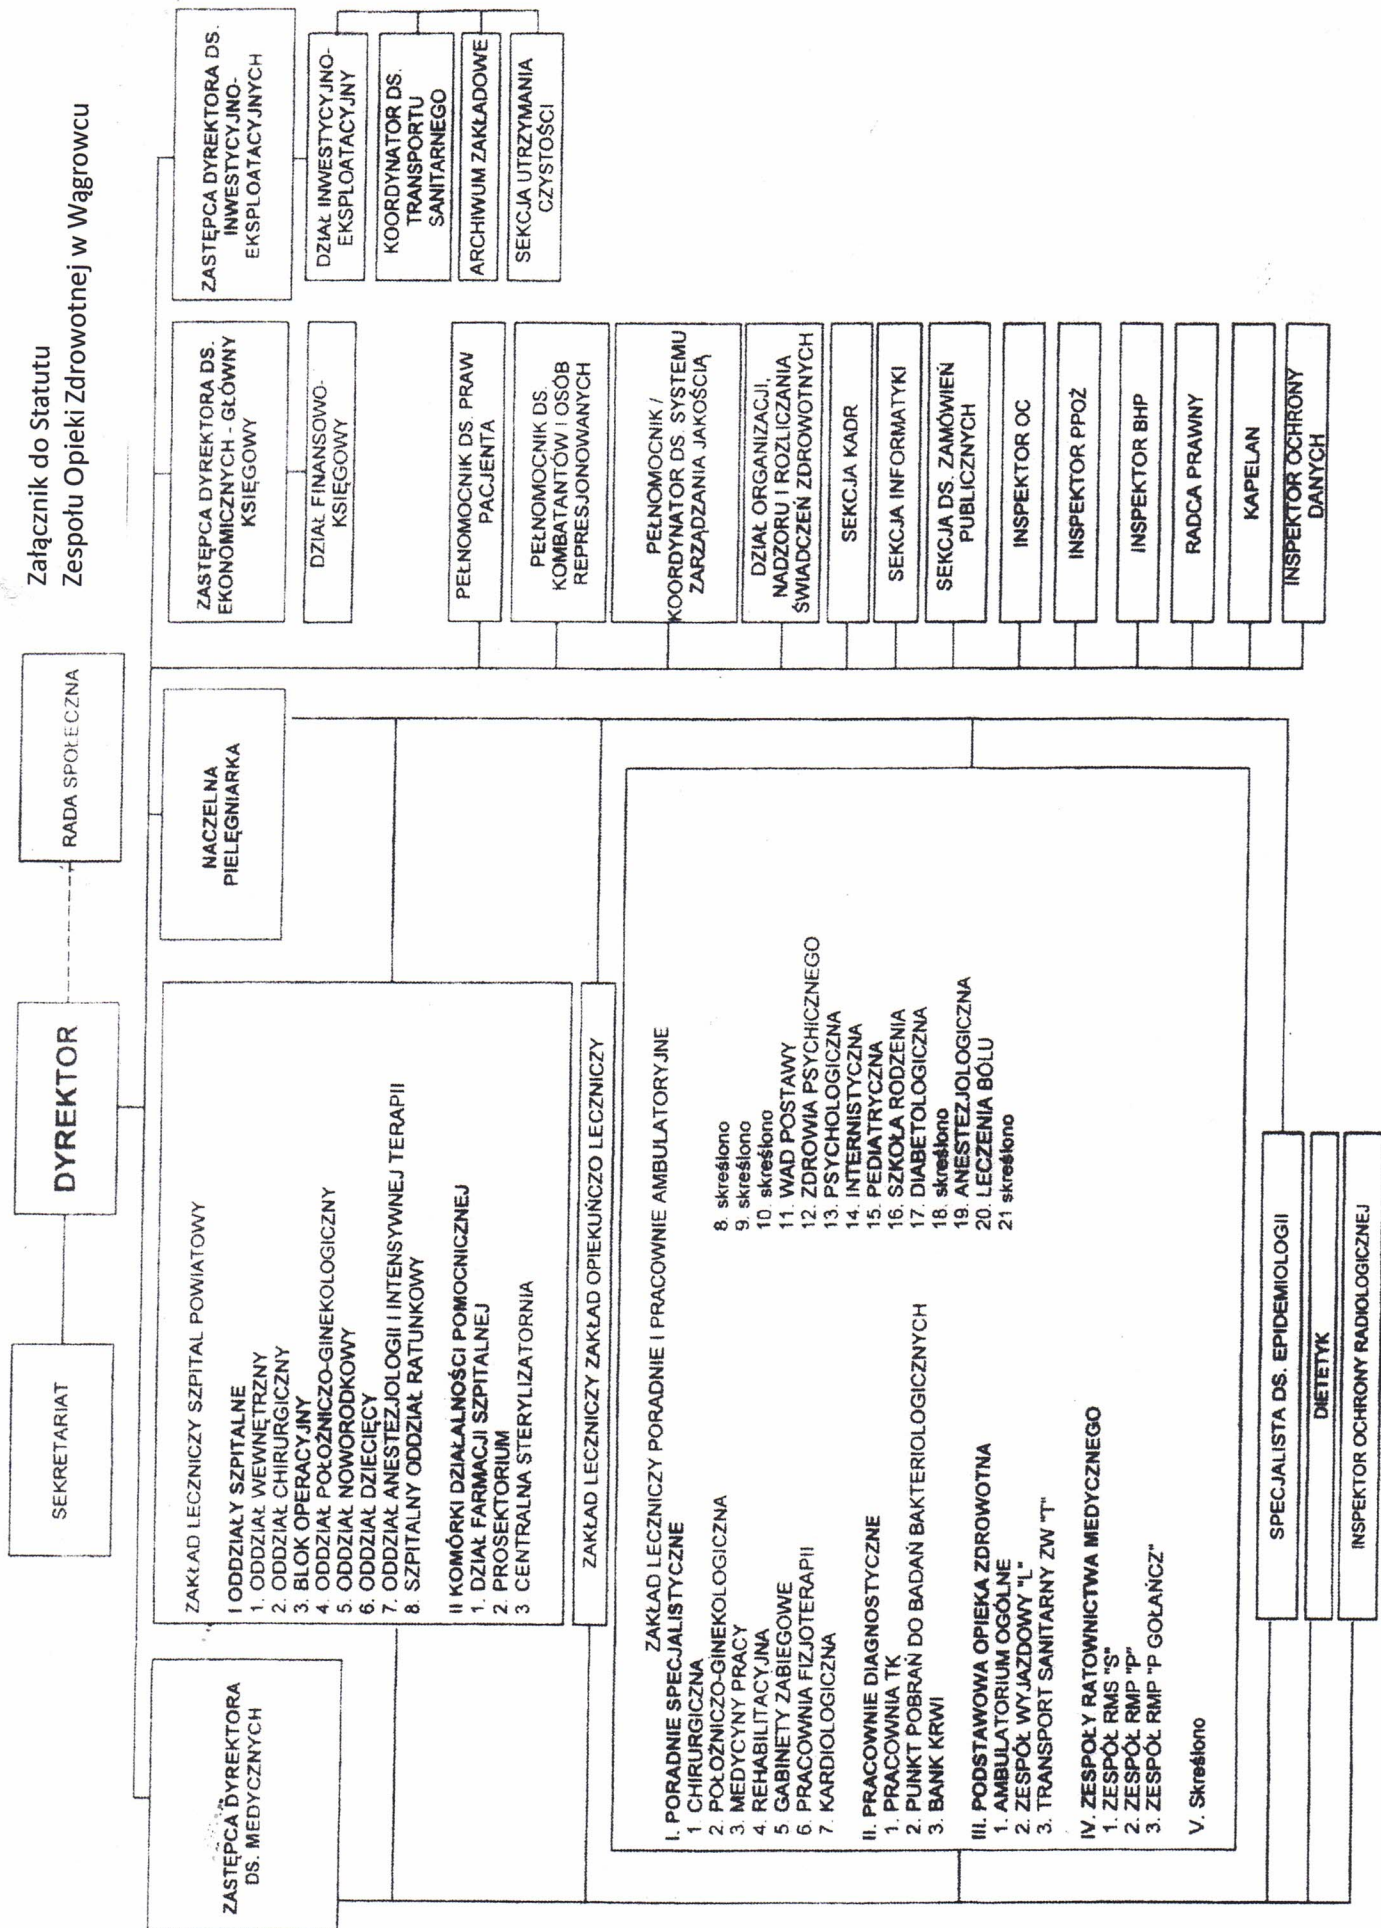 Załącznik do Statutu
Zespołu Opieki Zdrowotnej w Wągrowcu
SEKRETARIAT
DYREKTOR
RADA SPOŁECZNA
ZASTĘPCA DYREKTORA
DS. MEDYCZNYCH
ZAKŁAD LECZNICZY SZPITAL POWIATOWY
I ODDZIAŁY SZPITALNE
1. ODDZIAŁ WEWNĘTRZNY
2. ODDZIAŁ CHIRURGICZNY
3. BLOK OPERACYJNY
4. ODDZIAŁ POŁOŻNICZO-GINEKOLOGICZNY
5. ODDZIAŁ NOWORODKOWY
6. ODDZIAŁ DZIECIĘCY
7. ODDZIAŁ ANESTEZJOLOGII I INTENSYWNEJ TERAPII
8. SZPITALNY ODDZIAŁ RATUNKOWY
II KOMÓRKI DZIAŁALNOŚCI POMOCNICZNEJ
1. DZIAŁ FARMACJI SZPITALNEJ
2. PROSEKTORIUM
3. CENTRALNA STERYLIZATORNIA
NACZELNA
PIELĘGNIARKA
ZASTĘPCA DYREKTORA DS.
EKONOMICZNYCH - GŁÓWNY
KSIĘGOWY
ZASTĘPCA DYREKTORA DS.
INWESTYCYJNO-
EKSPLOATACYJNYCH
DZIAŁ FINANSOWO-
KSIĘGOWY
DZIAŁ INWESTYCYJNO-
EKSPLOATACYJNY
KOORDYNATOR DS.
TRANSPORTU
SANITARNEGO
ARCHIWUM ZAKŁADOWE
SEKCJA UTRZYMANIA
CZYSTOŚCI
PEŁNOMOCNIK DS. PRAW
PACJENTA
PEŁNOMOCNIK DS.
KOMBATANTÓW I OSÓB
REPRESJONOWANYCH
PEŁNOMOCNIK /
KOORDYNATOR DS. SYSTEMU
ZARZĄDZANIA JAKOŚCIĄ
DZIAŁ ORGANIZACJI,
NADZORU I ROZLICZANIA
ŚWIADCZEŃ ZDROWOTNYCH
SEKCJA KADR
SEKCJA INFORMATYKI
SEKCJA DS. ZAMÓWIEŃ
PUBLICZNYCH
INSPEKTOR OC
INSPEKTOR PPOŻ
INSPEKTOR BHP
RADCA PRAWNY
KAPELAN
INSPEKTOR OCHRONY
DANYCH
ZAKŁAD LECZNICZY ZAKŁAD OPIEKUŃCZO LECZNICZY
ZAKŁAD LECZNICZY PORADNIE I PRACOWNIE AMBULATORYJNE
I. PORADNIE SPECJALISTYCZNE
1 CHIRURGICZNA
2. POŁOŻNICZO-GINEKOLOGICZNA
3. MEDYCYNY PRACY
4. REHABILITACYJNA
5. GABINETY ZABIEGOWE
6. PRACOWNIA FIZJOTERAPII
7. KARDIOLOGICZNA
8. skreślono
9. skreślono
10. skreślono
11. WAD POSTAWY
12. ZDROWIA PSYCHICZNEGO
13. PSYCHOLOGICZNA
14. INTERNISTYCZNA
15. PEDIATRYCZNA
16. SZKOŁA RODZENIA
17. DIABETOLOGICZNA
18. skreślono
19. ANESTEZJOLOGICZNA
20. LECZENIA BÓLU
21 skreślono
II. PRACOWNIE DIAGNOSTYCZNE
1. PRACOWNIA TK
2. PUNKT POBRAŃ DO BADAŃ BAKTERIOLOGICZNYCH
3. BANK KRWI
III. PODSTAWOWA OPIEKA ZDROWOTNA
1. AMBULATORIUM OGÓLNE
2. ZESPÓŁ WYJAZDOWY "L"
3. TRANSPORT SANITARNY ZW "T"
IV. ZESPOŁY RATOWNICTWA MEDYCZNEGO
1. ZESPÓŁ RMS "S"
2. ZESPÓŁ RMP "P"
3. ZESPÓŁ RMP "P GOŁAŃCZ"
V. Skreślono
SPECJALISTA DS. EPIDEMIOLOGII
DIETETYK
INSPEKTOR OCHRONY RADIOLOGICZNEJ